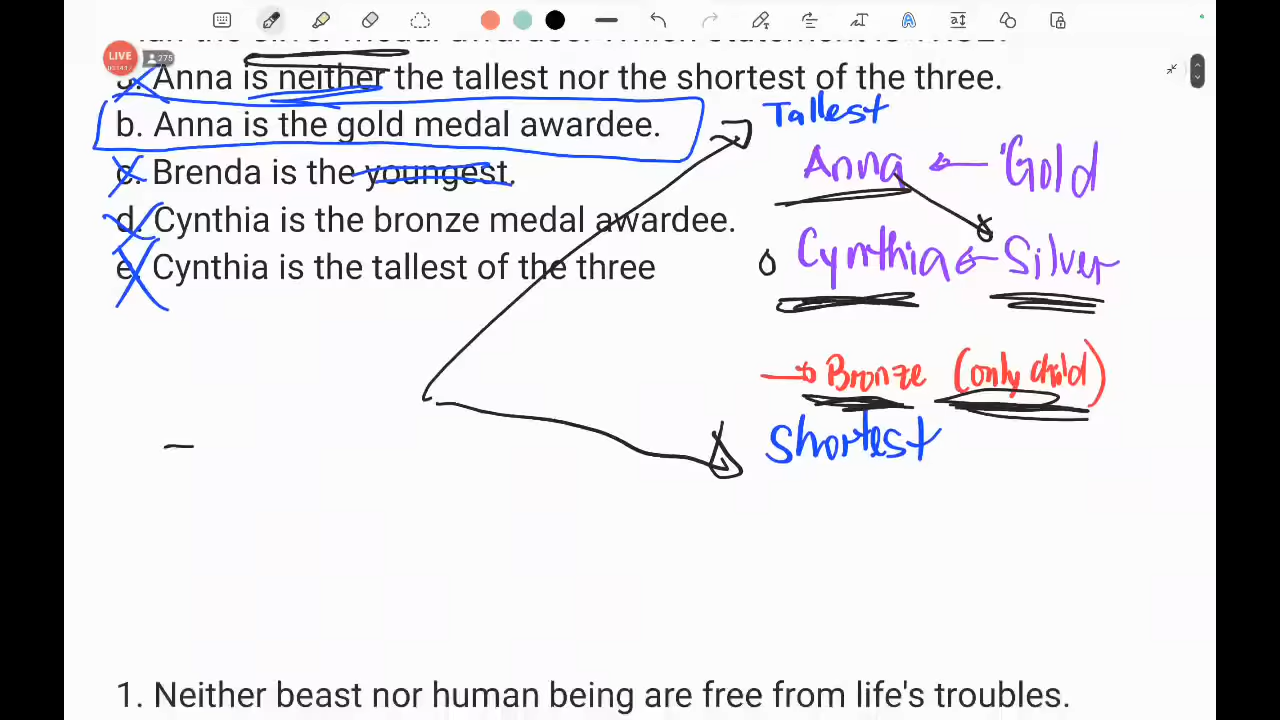 LIVE 275
Anna is neither the tallest nor the shortest of the three.
b. Anna is the gold medal awardee.
c. Brenda is the youngest.
d. Cynthia is the bronze medal awardee.
e. Cynthia is the tallest of the three
Tallest
Anna Gold
Cynthia Silver
Bronze (only child)
Shortest
1. Neither beast nor human being are free from life's troubles.